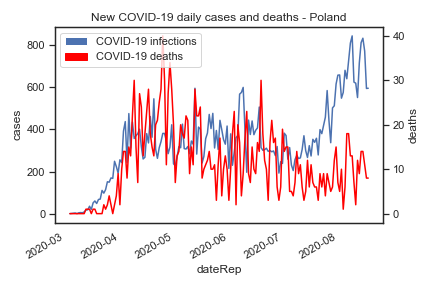 New COVID-19 daily cases and deaths - Poland
COVID-19 infections
COVID-19 deaths
800
600
400
200
0
cases
40
30
20
10
0
deaths
2020-03
2020-04
2020-05
2020-06
2020-07
2020-08
dateRep